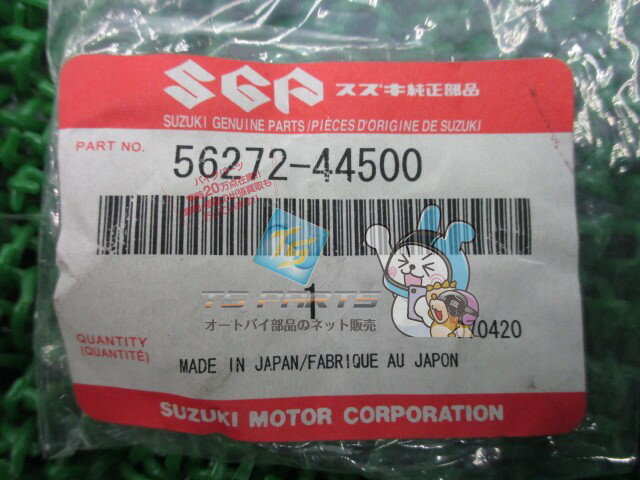 SGP スズキ純正部品
SUZUKI GENUINE PARTS/PIÈCES D'ORIGINE DE SUZUKI
PART NO. 56272-44500
TS
TS PARTS
オートバイ部品のネット販売
1
QUANTITY
(QUANTITÉ)
0420
MADE IN JAPAN/FABRIQUE AU JAPON
SUZUKI MOTOR CORPORATION